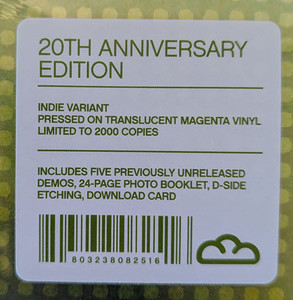 20TH ANNIVERSARY
EDITION
INDIE VARIANT
PRESSED ON TRANSLUCENT MAGENTA VINYL
LIMITED TO 2000 COPIES
INCLUDES FIVE PREVIOUSLY UNRELEASED
DEMOS, 24-PAGE PHOTO BOOKLET, D-SIDE
ETCHING, DOWNLOAD CARD
803238082516